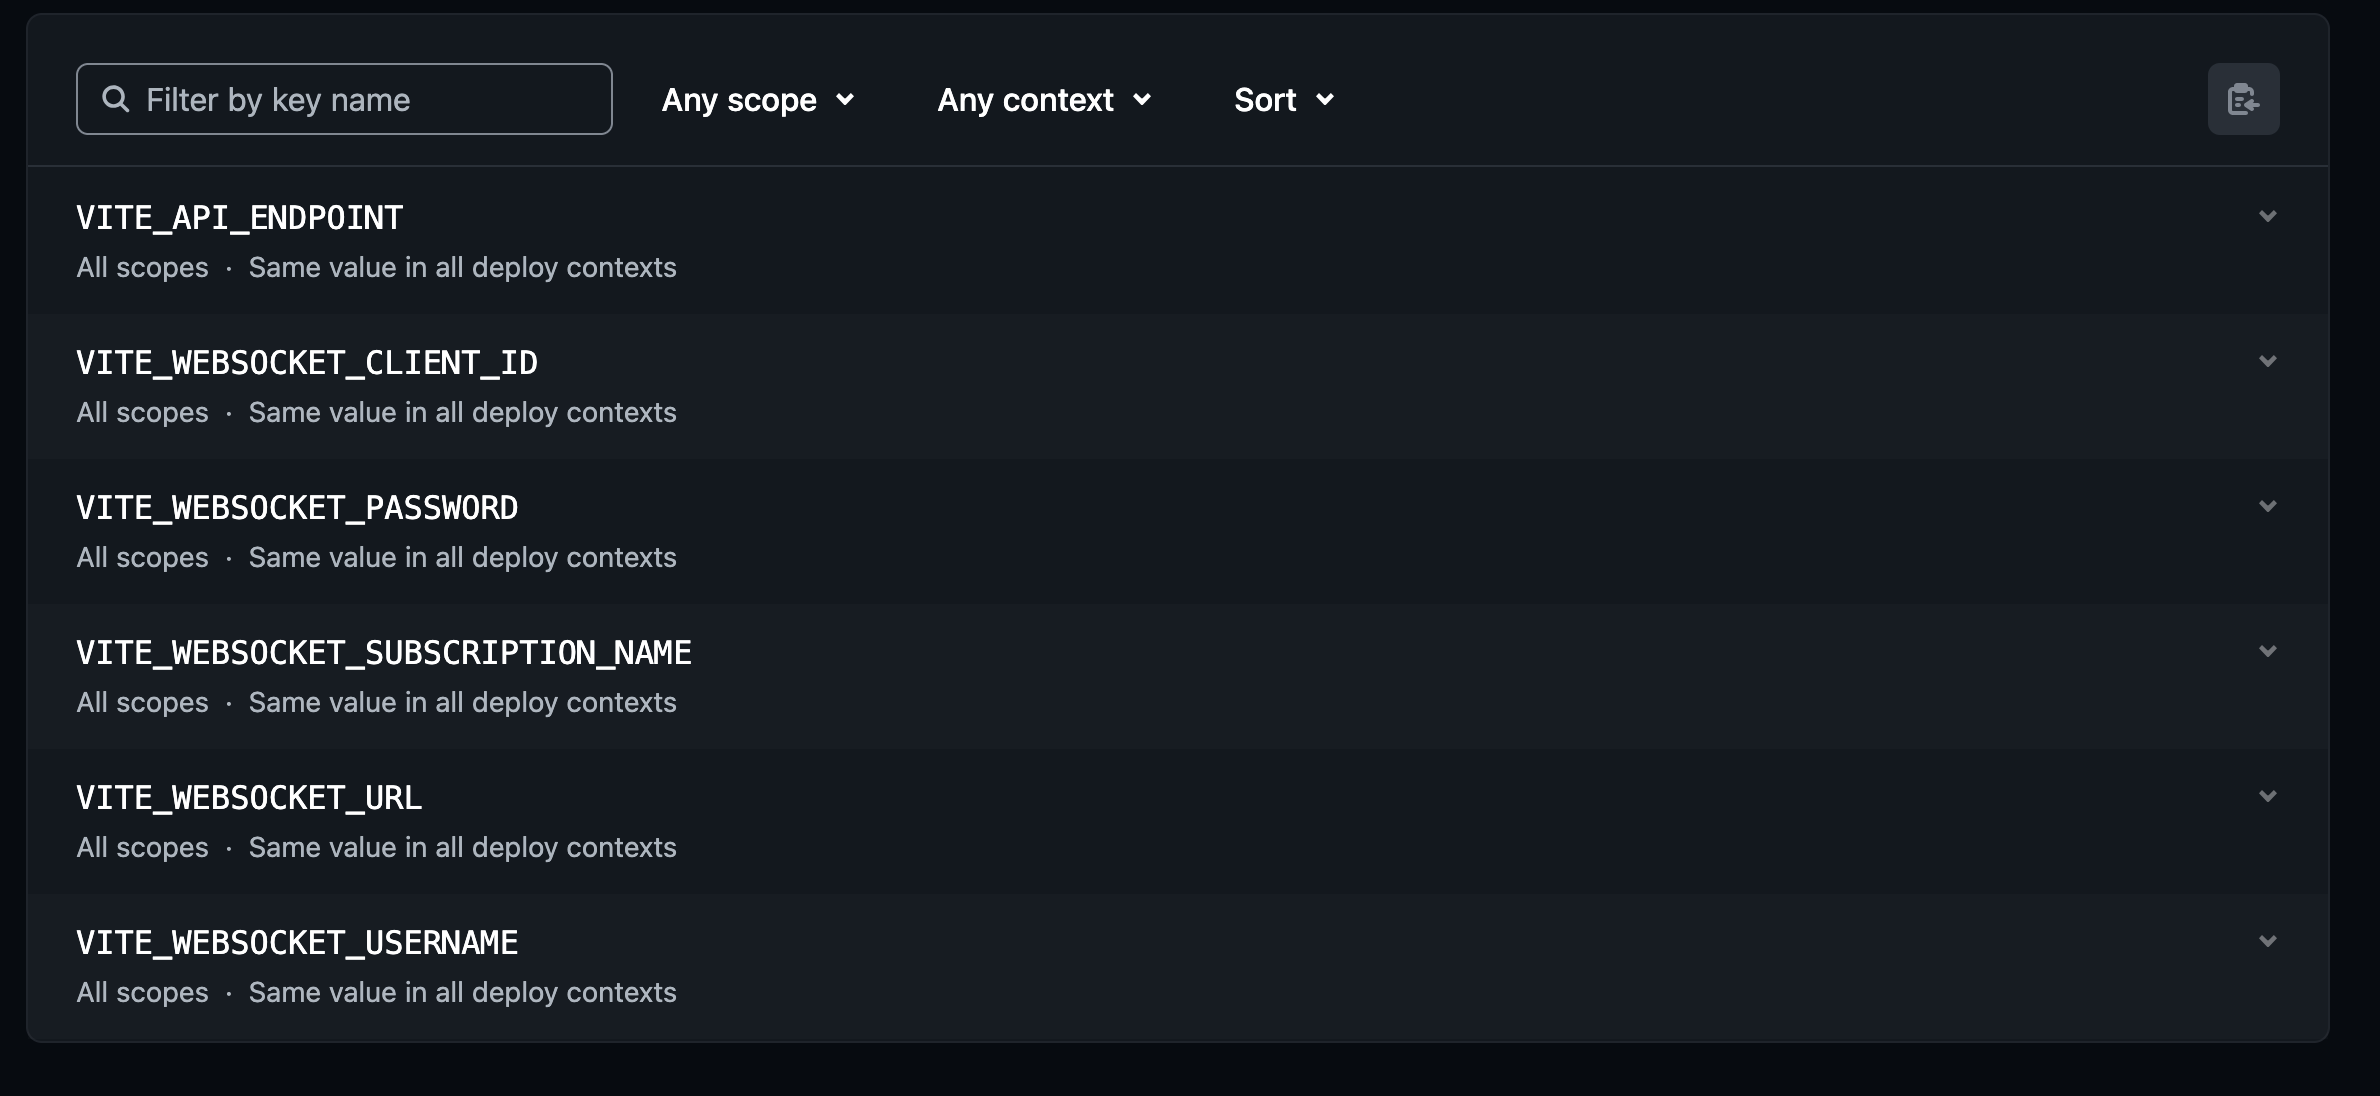 Filter by key name
Any scope
Any context
Sort
VITE_API_ENDPOINT
All scopes · Same value in all deploy contexts
VITE_WEBSOCKET_CLIENT_ID
All scopes · Same value in all deploy contexts
VITE_WEBSOCKET_PASSWORD
All scopes · Same value in all deploy contexts
VITE_WEBSOCKET_SUBSCRIPTION_NAME
All scopes · Same value in all deploy contexts
VITE_WEBSOCKET_URL
All scopes · Same value in all deploy contexts
VITE_WEBSOCKET_USERNAME
All scopes · Same value in all deploy contexts